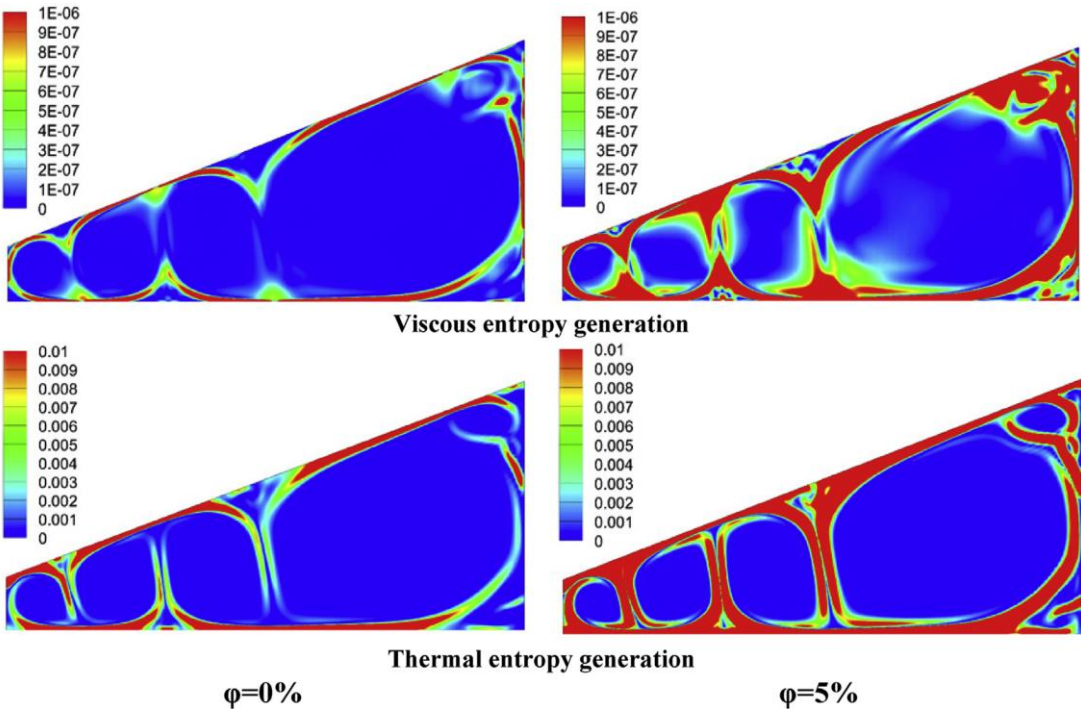 1E-06
9E-07
8E-07
7E-07
6E-07
5E-07
4E-07
3E-07
2E-07
1E-07
0
1E-06
9E-07
8E-07
7E-07
6E-07
5E-07
4E-07
3E-07
2E-07
1E-07
0
Viscous entropy generation
0.01
0.009
0.008
0.007
0.006
0.005
0.004
0.003
0.002
0.001
0
0.01
0.009
0.008
0.007
0.006
0.005
0.004
0.003
0.002
0.001
0
Thermal entropy generation
φ=0%
φ=5%